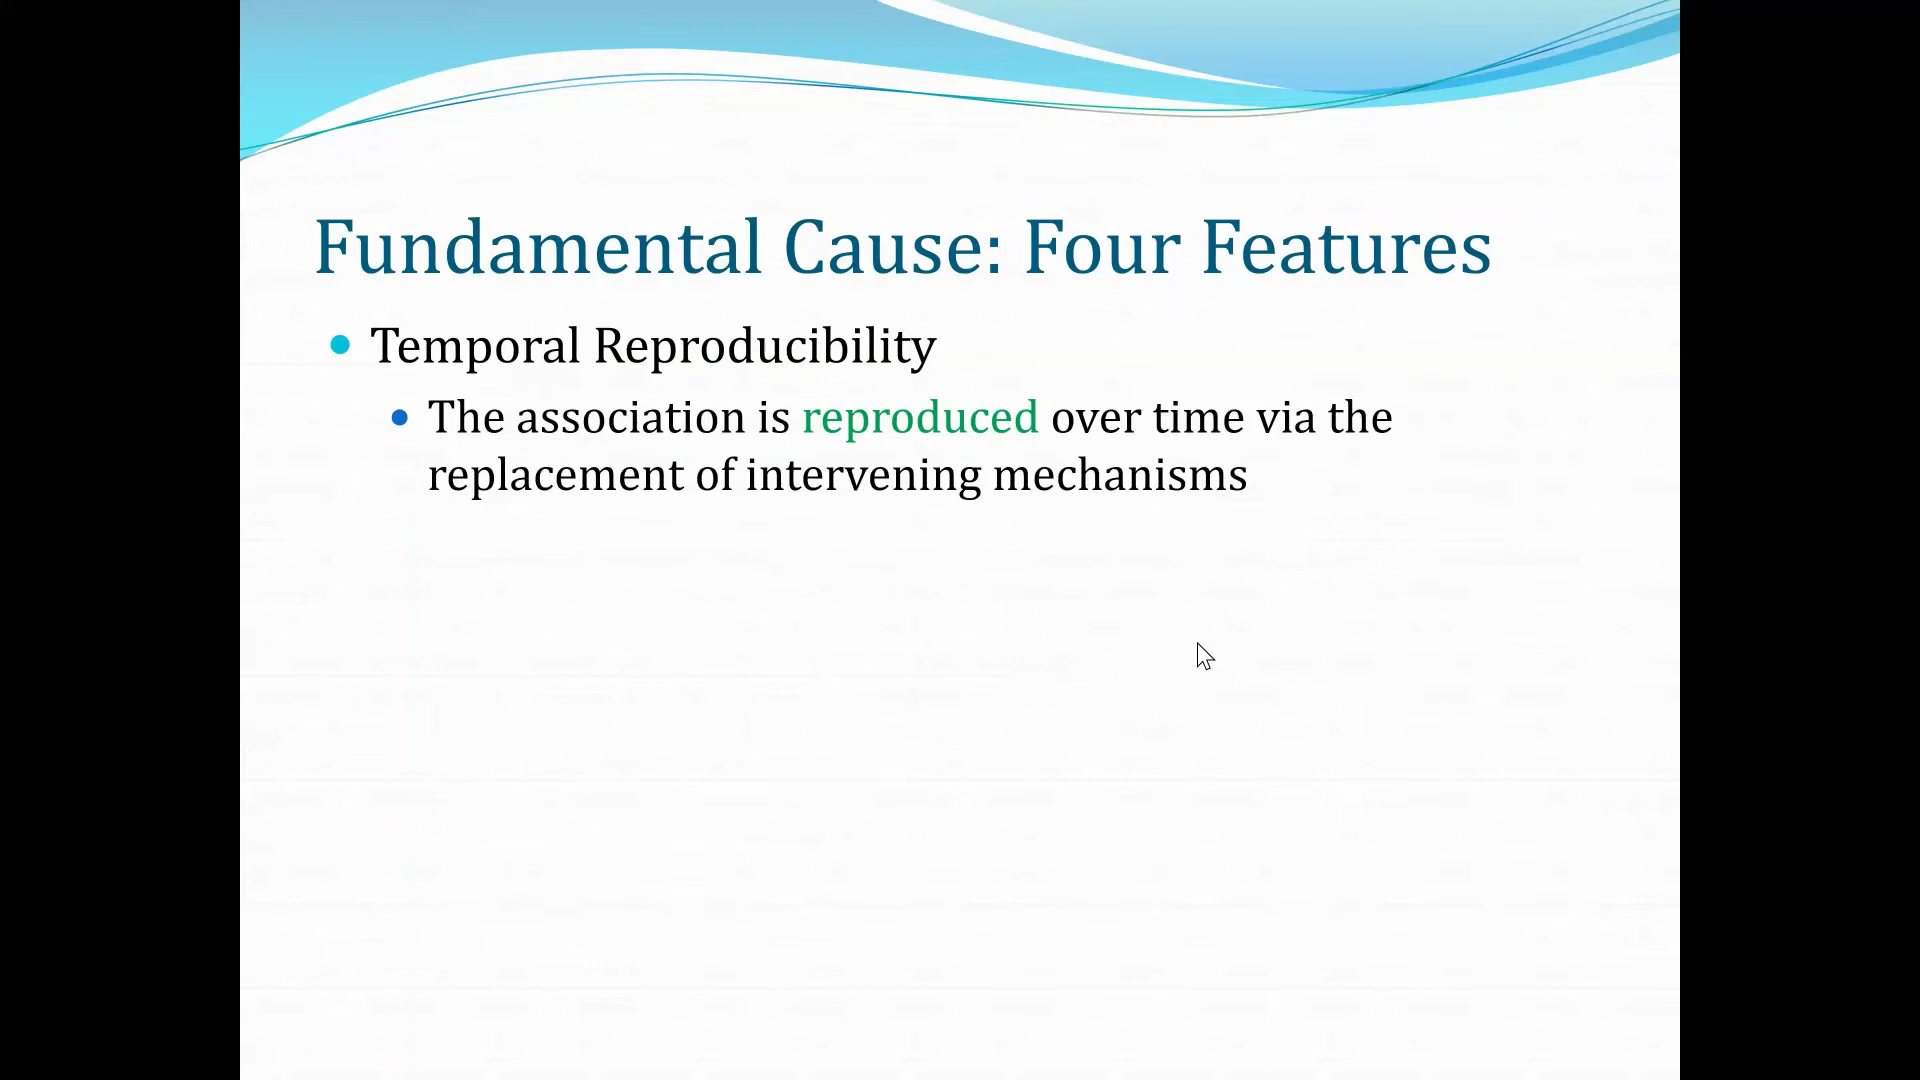 Fundamental Cause: Four Features
Temporal Reproducibility
The association is reproduced over time via the
replacement of intervening mechanisms